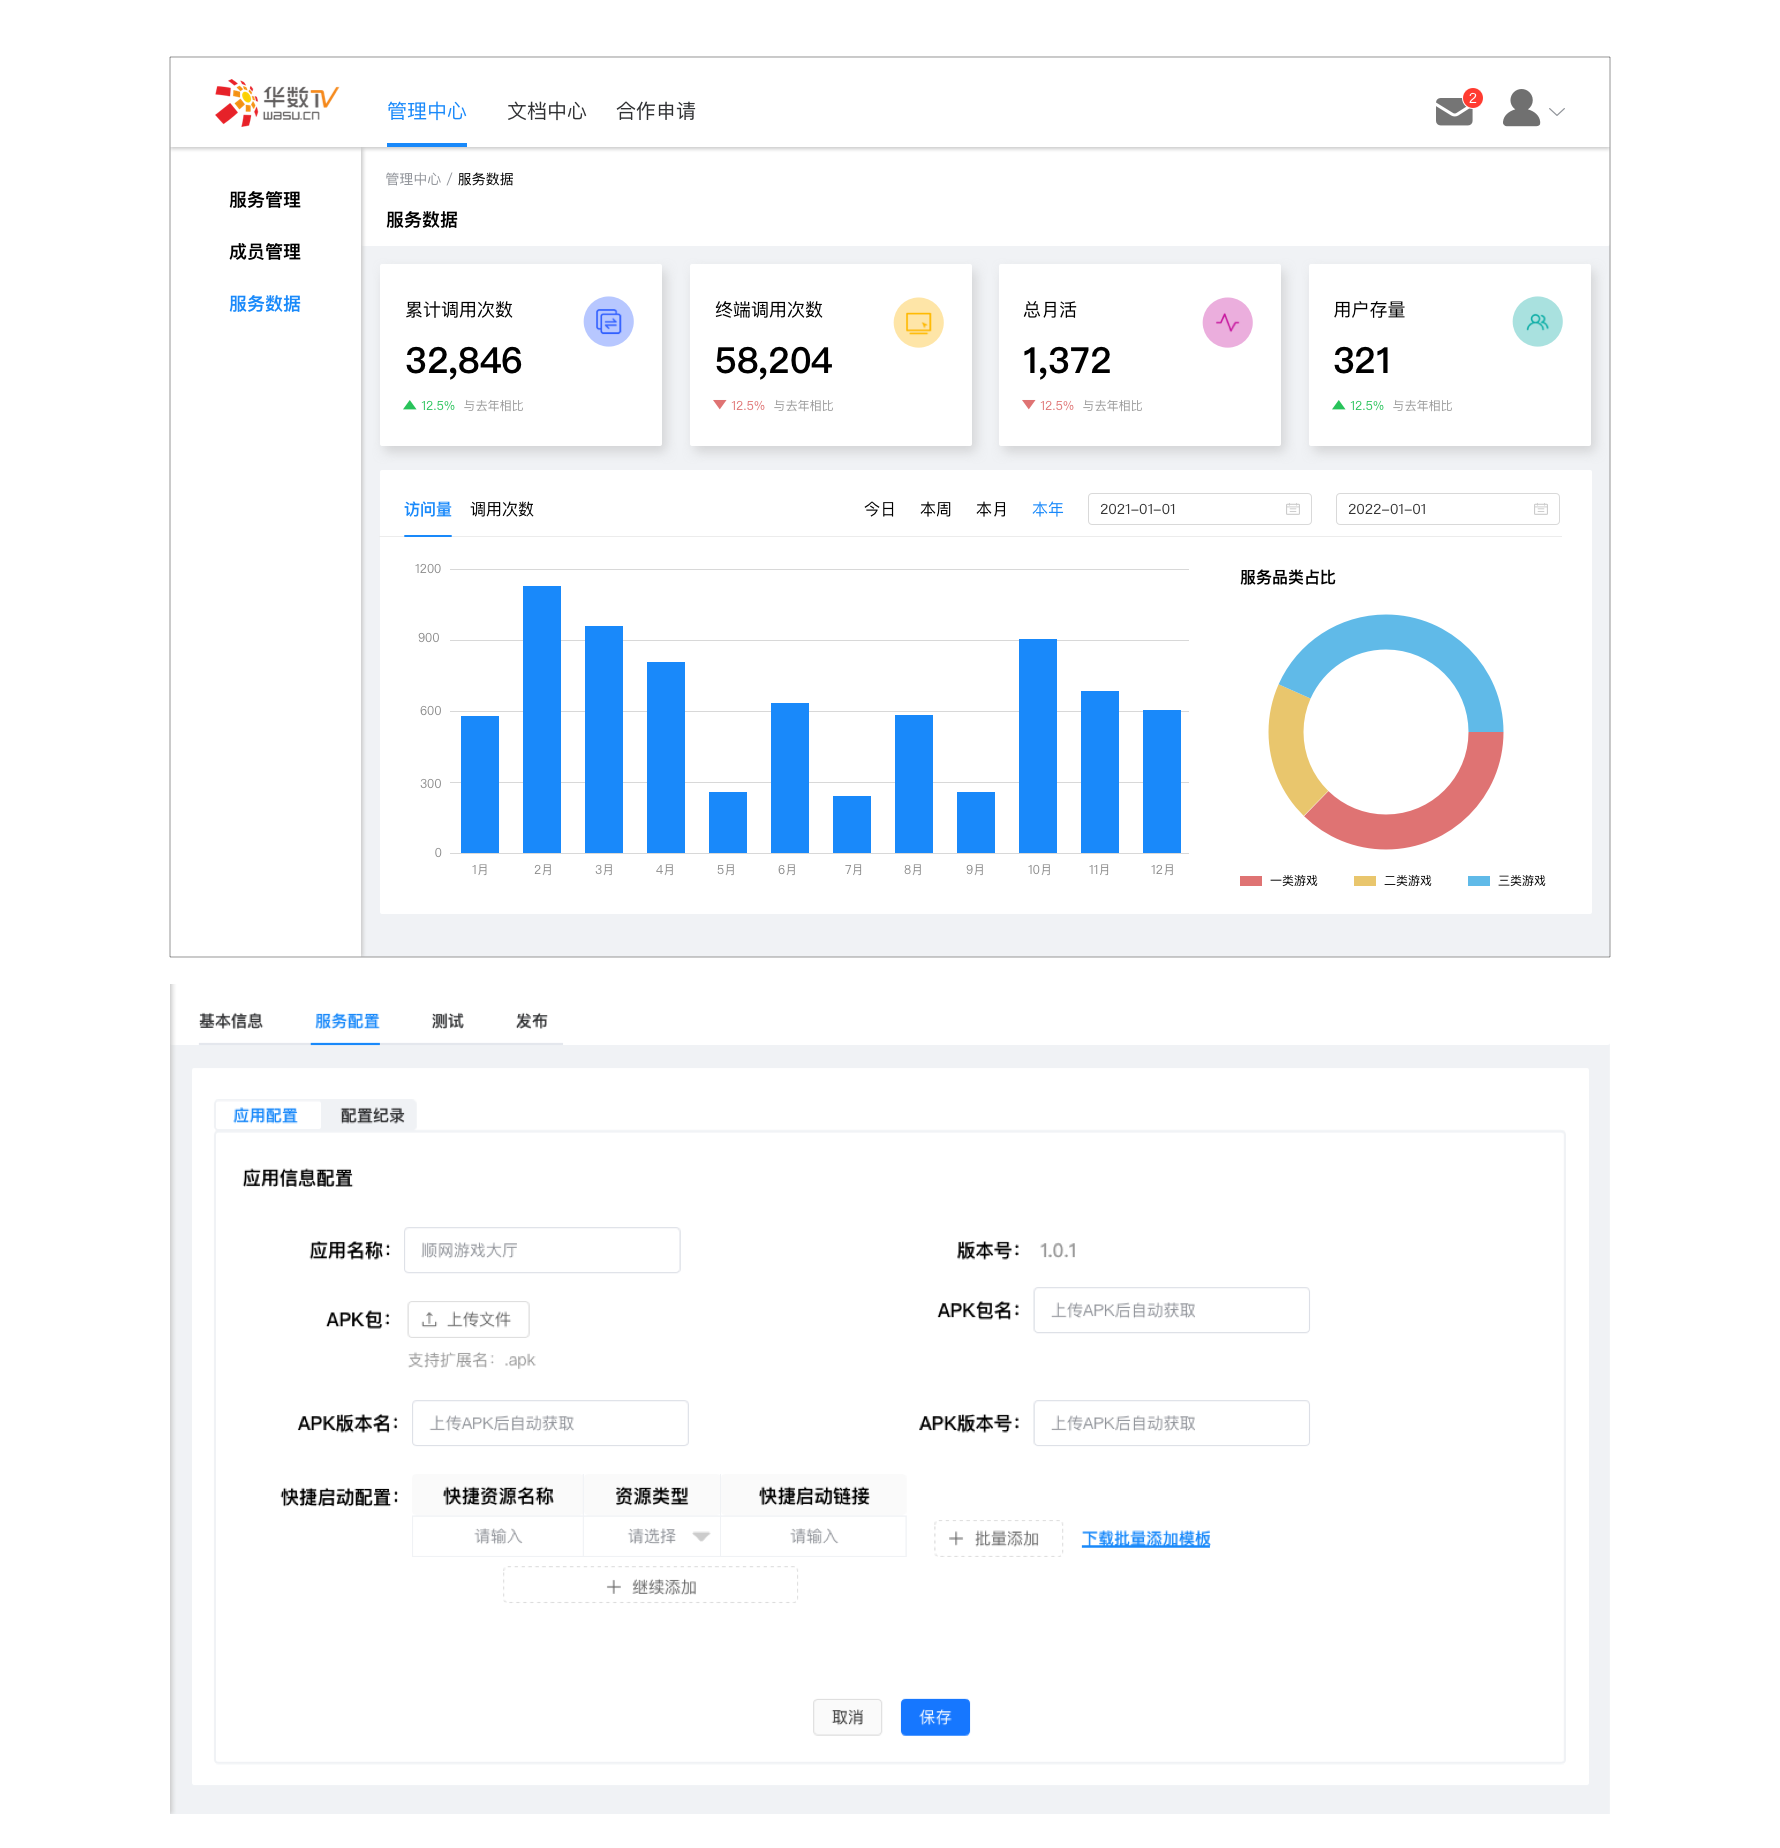 华数TV
wasu.cn
管理中心 文档中心 合作申请
2
服务管理
成员管理
服务数据
管理中心 / 服务数据
服务数据
累计调用次数
32,846
12.5% 与去年相比
终端调用次数
58,204
12.5% 与去年相比
总月活
1,372
12.5% 与去年相比
用户存量
321
12.5% 与去年相比
访问量 调用次数 今日 本周 本月 本年 2021-01-01 2022-01-01
1200
900
600
300
0
1月 2月 3月 4月 5月 6月 7月 8月 9月 10月 11月 12月
服务品类占比
一类游戏 二类游戏 三类游戏
基本信息 服务配置 测试 发布
应用配置 配置纪录
应用信息配置
应用名称： 顺网游戏大厅 版本号： 1.0.1
APK包： 上传文件 APK包名： 上传APK后自动获取
支持扩展名：.apk
APK版本名： 上传APK后自动获取 APK版本号： 上传APK后自动获取
快捷启动配置： 快捷资源名称 资源类型 快捷启动链接
请输入 请选择 请输入 批量添加 下载批量添加模板
继续添加
取消 保存